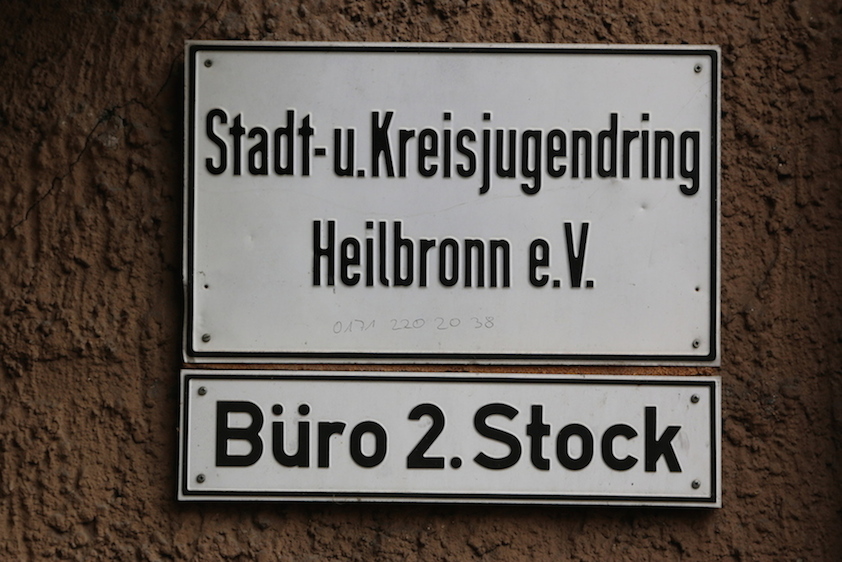 Stadt-u.Kreisjugendring
Heilbronn e.V.
0171 220 20 38
Büro 2.Stock